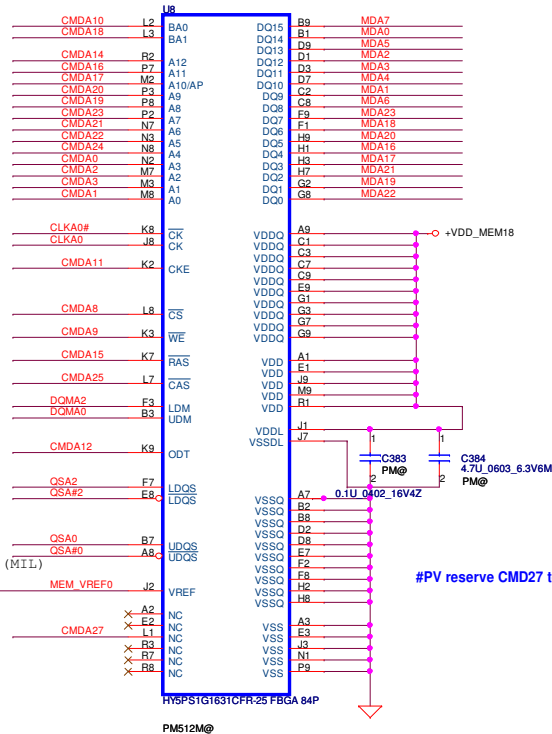 U8
CMDA10 L2 BA0 DQ15 B9 MDA7
CMDA18 L3 BA1 DQ14 B1 MDA0
DQ13 D9 MDA5
CMDA14 R2 A12 DQ12 D1 MDA2
CMDA16 P7 A11 DQ11 D3 MDA3
CMDA17 M2 A10/AP DQ10 D7 MDA4
CMDA20 P3 A9 DQ9 C2 MDA1
CMDA19 P8 A8 DQ8 C8 MDA6
CMDA23 P2 A7 DQ7 F9 MDA23
CMDA21 N7 A6 DQ6 F1 MDA18
CMDA22 N3 A5 DQ5 H9 MDA20
CMDA24 N8 A4 DQ4 H1 MDA16
CMDA0 N2 A3 DQ3 H3 MDA17
CMDA2 M7 A2 DQ2 H7 MDA21
CMDA3 M3 A1 DQ1 G2 MDA19
CMDA1 M8 A0 DQ0 G8 MDA22
CLKA0# K8 CK VDDQ A9 +VDD_MEM18
CLKA0 J8 CK VDDQ C1
VDDQ C3
CMDA11 K2 CKE VDDQ C7
VDDQ C9
VDDQ E9
VDDQ G1
CMDA8 L8 CS VDDQ G3
VDDQ G7
CMDA9 K3 WE VDDQ G9
CMDA15 K7 RAS VDD A1
VDD E1
CMDA25 L7 CAS VDD J9
VDD M9
DQMA2 F3 LDM VDD R1
DQMA0 B3 UDM
VDDL J1
VSSDL J7
CMDA12 K9 ODT
1 1
C383 C384
PM@ 4.7U_0603_6.3V6M
2 2 PM@
0.1U_0402_16V4Z
QSA2 F7 LDQS
QSA#2 E8 LDQS VSSQ A7
VSSQ B2
VSSQ B8
VSSQ D2
QSA0 B7 UDQS VSSQ D8
QSA#0 A8 UDQS VSSQ E7
(MIL) VSSQ F2
VSSQ F8 #PV reserve CMD27 t
MEM_VREF0 J2 VREF VSSQ H2
VSSQ H8
A2 NC
E2 NC VSS A3
CMDA27 L1 NC VSS E3
R3 NC VSS J3
R7 NC VSS N1
R8 NC VSS P9
HY5PS1G1631CFR-25 FBGA 84P
PM512M@